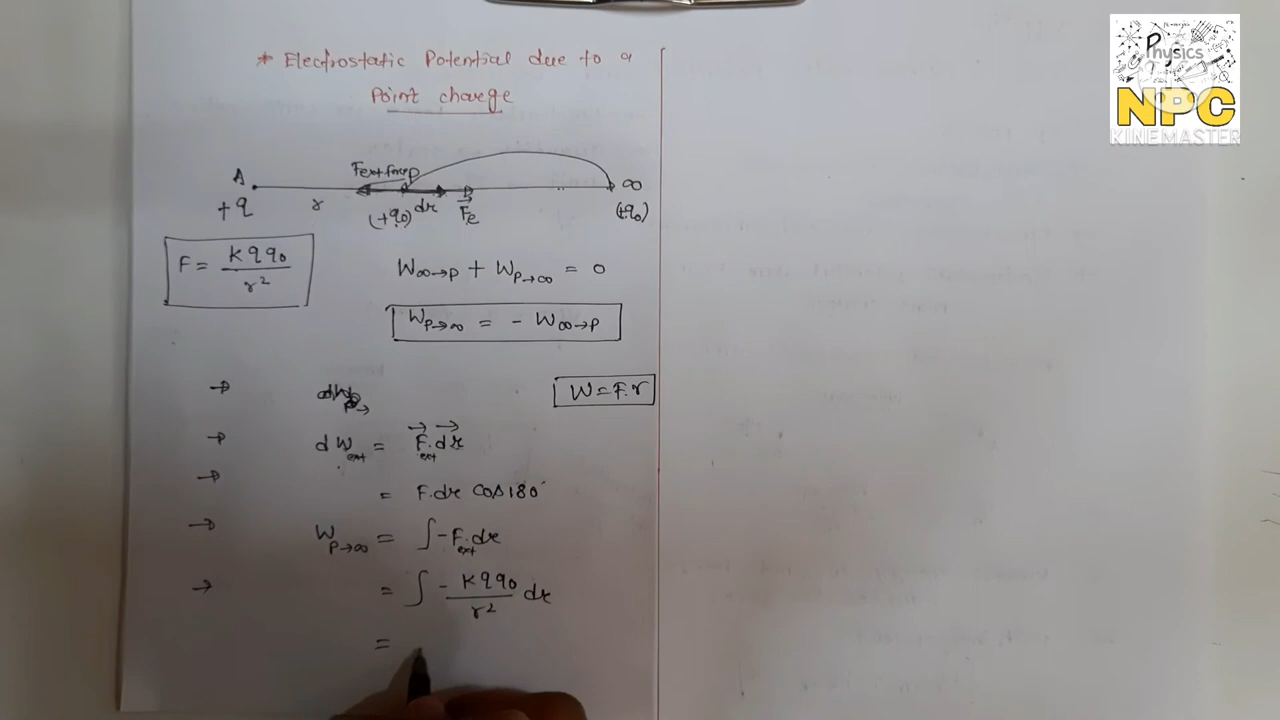 * Electrostatic Potential due to a
Point charge
A
Fext force P
∞
+q
r
(+q₀)
dr
P
F⃗e
(+q₀)
F = Kqq₀/r²
W∞→P + WP→∞ = 0
WP→∞ = - W∞→P
→
P→
W = F.r
→ dWext = F⃗ext.dr⃗
→ = F.dr cos180°
→ WP→∞ = ∫-Fext.dr
→ = ∫ - Kqq₀/r² dr
=
Physics
NPC
KINEMASTER